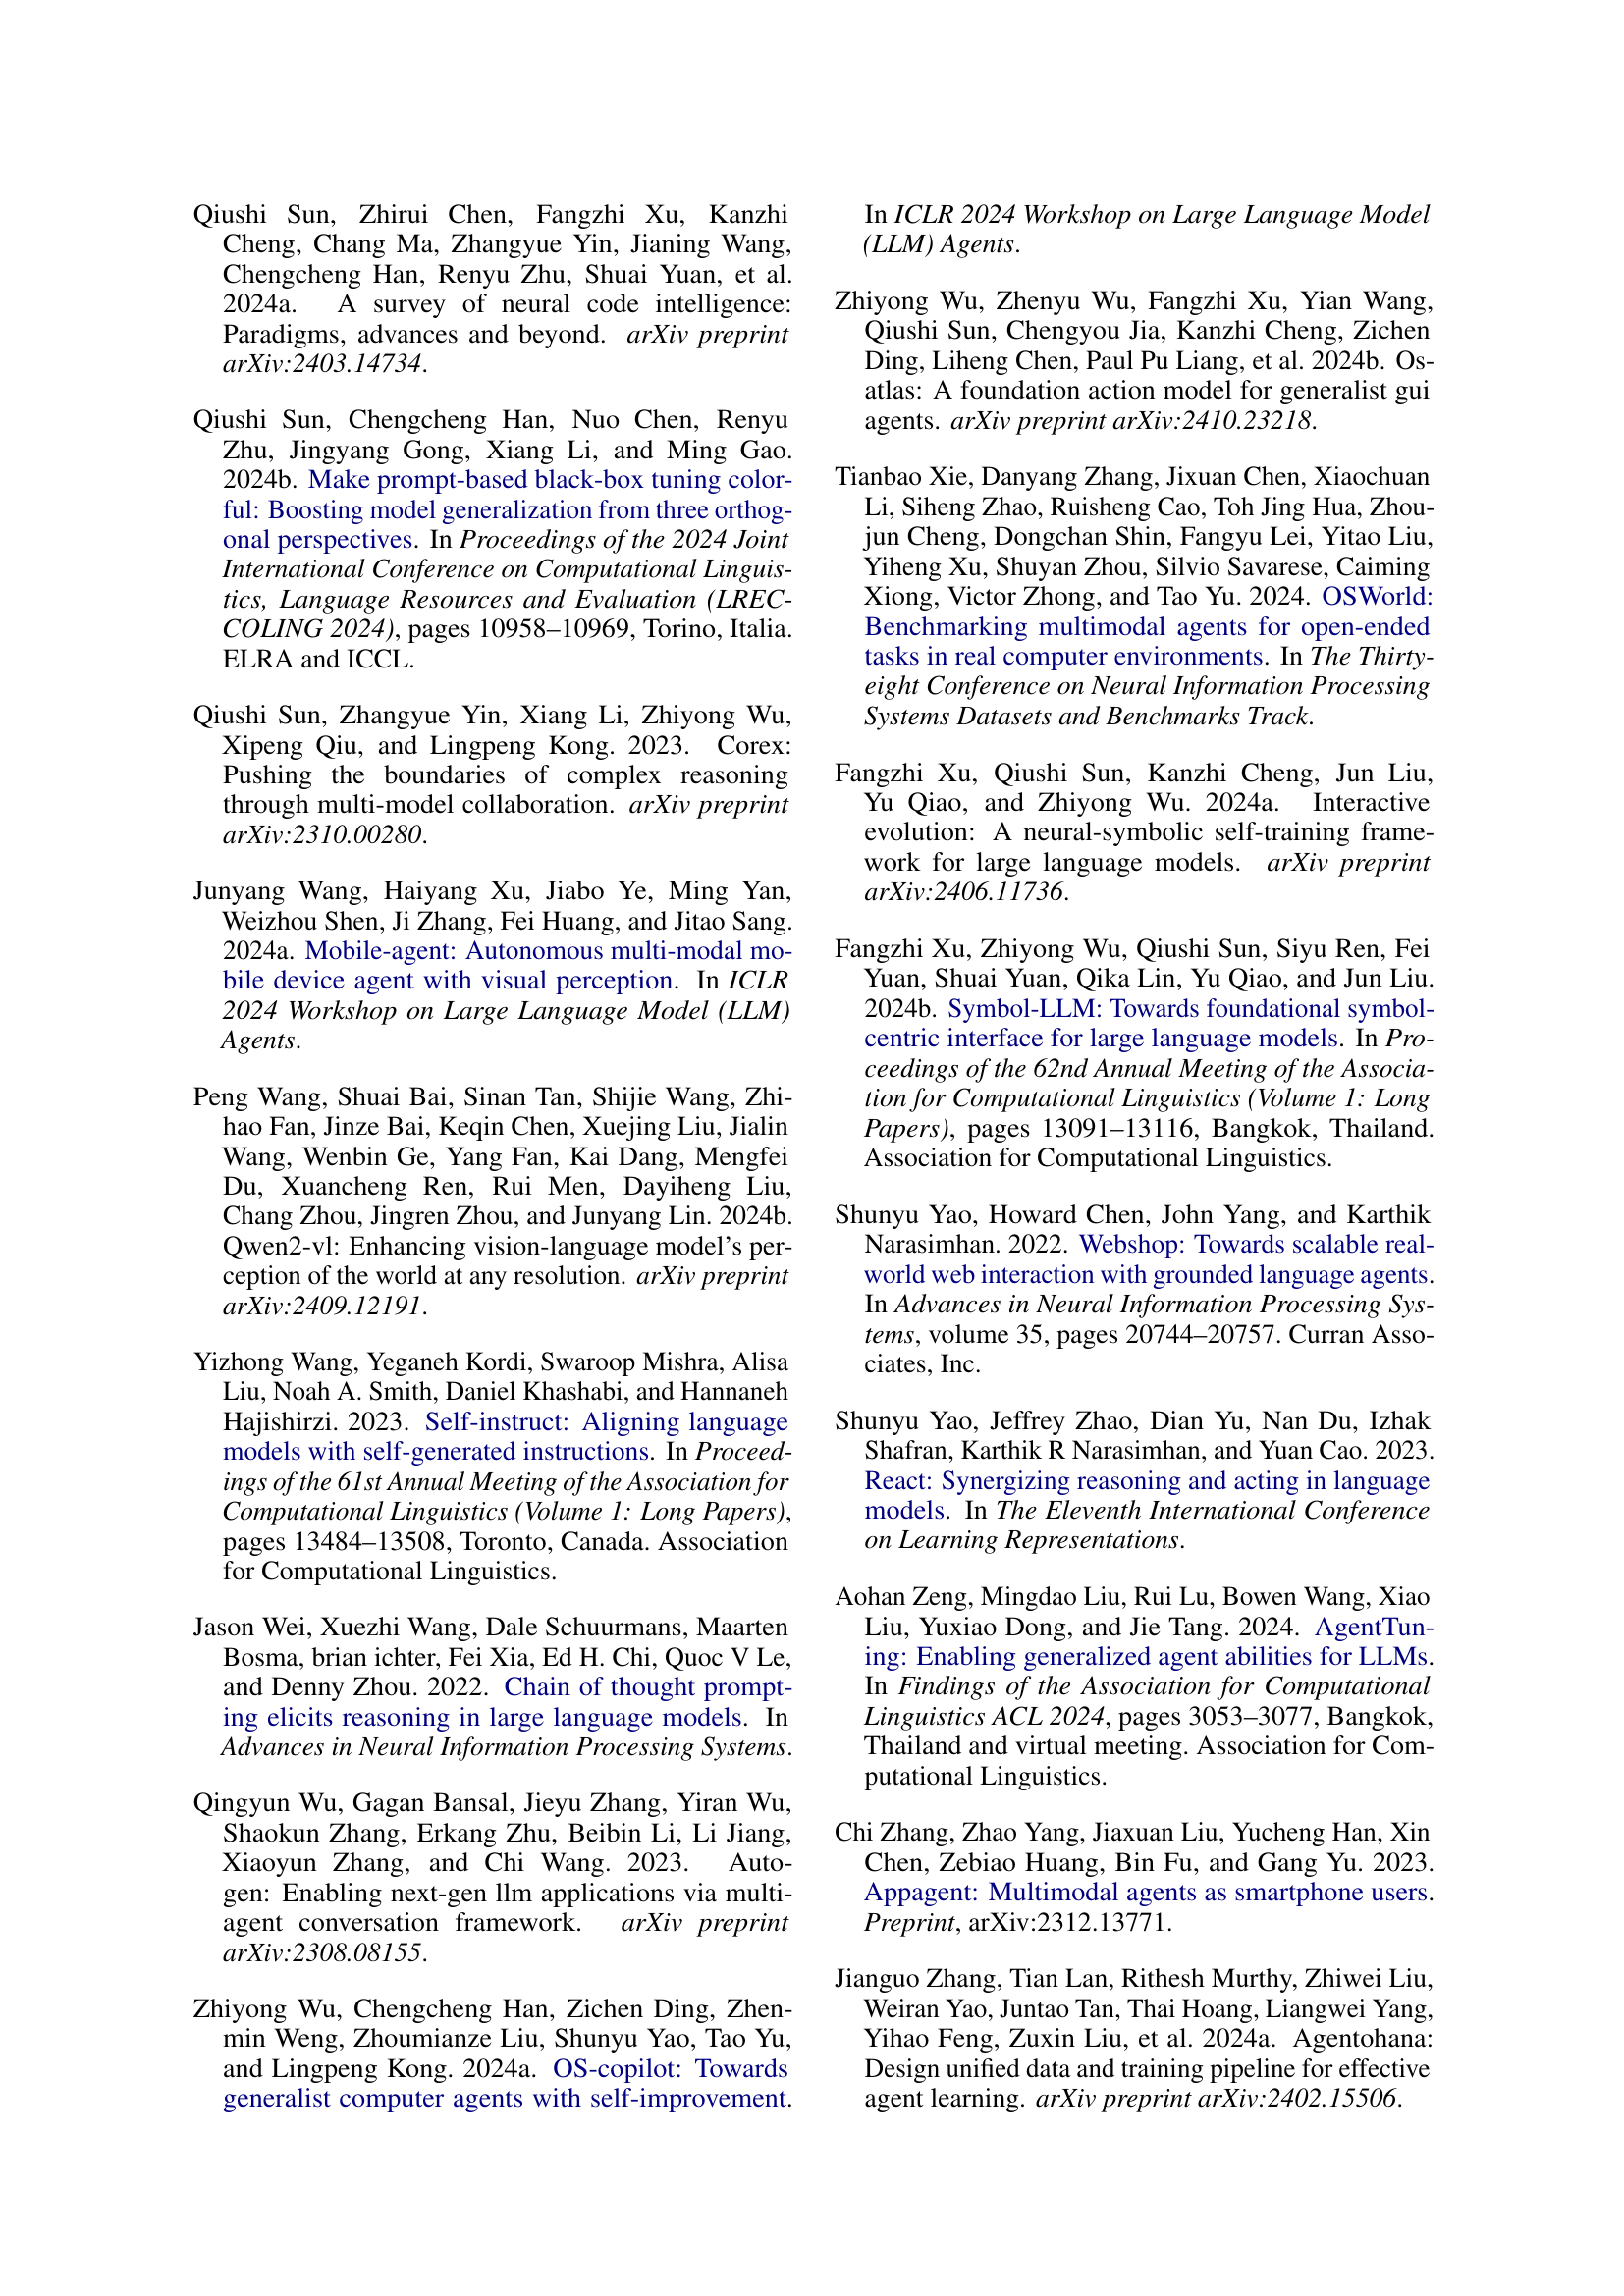 Qiushi Sun, Zhirui Chen, Fangzhi Xu, Kanzhi
Cheng, Chang Ma, Zhangyue Yin, Jianing Wang,
Chengcheng Han, Renyu Zhu, Shuai Yuan, et al.
2024a. A survey of neural code intelligence:
Paradigms, advances and beyond. arXiv preprint
arXiv:2403.14734.
Qiushi Sun, Chengcheng Han, Nuo Chen, Renyu
Zhu, Jingyang Gong, Xiang Li, and Ming Gao.
2024b. Make prompt-based black-box tuning color-
ful: Boosting model generalization from three orthog-
onal perspectives. In Proceedings of the 2024 Joint
International Conference on Computational Linguis-
tics, Language Resources and Evaluation (LREC-
COLING 2024), pages 10958–10969, Torino, Italia.
ELRA and ICCL.
Qiushi Sun, Zhangyue Yin, Xiang Li, Zhiyong Wu,
Xipeng Qiu, and Lingpeng Kong. 2023. Corex:
Pushing the boundaries of complex reasoning
through multi-model collaboration. arXiv preprint
arXiv:2310.00280.
Junyang Wang, Haiyang Xu, Jiabo Ye, Ming Yan,
Weizhou Shen, Ji Zhang, Fei Huang, and Jitao Sang.
2024a. Mobile-agent: Autonomous multi-modal mo-
bile device agent with visual perception. In ICLR
2024 Workshop on Large Language Model (LLM)
Agents.
Peng Wang, Shuai Bai, Sinan Tan, Shijie Wang, Zhi-
hao Fan, Jinze Bai, Keqin Chen, Xuejing Liu, Jialin
Wang, Wenbin Ge, Yang Fan, Kai Dang, Mengfei
Du, Xuancheng Ren, Rui Men, Dayiheng Liu,
Chang Zhou, Jingren Zhou, and Junyang Lin. 2024b.
Qwen2-vl: Enhancing vision-language model's per-
ception of the world at any resolution. arXiv preprint
arXiv:2409.12191.
Yizhong Wang, Yeganeh Kordi, Swaroop Mishra, Alisa
Liu, Noah A. Smith, Daniel Khashabi, and Hannaneh
Hajishirzi. 2023. Self-instruct: Aligning language
models with self-generated instructions. In Proceed-
ings of the 61st Annual Meeting of the Association for
Computational Linguistics (Volume 1: Long Papers),
pages 13484–13508, Toronto, Canada. Association
for Computational Linguistics.
Jason Wei, Xuezhi Wang, Dale Schuurmans, Maarten
Bosma, brian ichter, Fei Xia, Ed H. Chi, Quoc V Le,
and Denny Zhou. 2022. Chain of thought prompt-
ing elicits reasoning in large language models. In
Advances in Neural Information Processing Systems.
Qingyun Wu, Gagan Bansal, Jieyu Zhang, Yiran Wu,
Shaokun Zhang, Erkang Zhu, Beibin Li, Li Jiang,
Xiaoyun Zhang, and Chi Wang. 2023. Auto-
gen: Enabling next-gen llm applications via multi-
agent conversation framework. arXiv preprint
arXiv:2308.08155.
Zhiyong Wu, Chengcheng Han, Zichen Ding, Zhen-
min Weng, Zhoumianze Liu, Shunyu Yao, Tao Yu,
and Lingpeng Kong. 2024a. OS-copilot: Towards
generalist computer agents with self-improvement.
In ICLR 2024 Workshop on Large Language Model
(LLM) Agents.
Zhiyong Wu, Zhenyu Wu, Fangzhi Xu, Yian Wang,
Qiushi Sun, Chengyou Jia, Kanzhi Cheng, Zichen
Ding, Liheng Chen, Paul Pu Liang, et al. 2024b. Os-
atlas: A foundation action model for generalist gui
agents. arXiv preprint arXiv:2410.23218.
Tianbao Xie, Danyang Zhang, Jixuan Chen, Xiaochuan
Li, Siheng Zhao, Ruisheng Cao, Toh Jing Hua, Zhou-
jun Cheng, Dongchan Shin, Fangyu Lei, Yitao Liu,
Yiheng Xu, Shuyan Zhou, Silvio Savarese, Caiming
Xiong, Victor Zhong, and Tao Yu. 2024. OSWorld:
Benchmarking multimodal agents for open-ended
tasks in real computer environments. In The Thirty-
eight Conference on Neural Information Processing
Systems Datasets and Benchmarks Track.
Fangzhi Xu, Qiushi Sun, Kanzhi Cheng, Jun Liu,
Yu Qiao, and Zhiyong Wu. 2024a. Interactive
evolution: A neural-symbolic self-training frame-
work for large language models. arXiv preprint
arXiv:2406.11736.
Fangzhi Xu, Zhiyong Wu, Qiushi Sun, Siyu Ren, Fei
Yuan, Shuai Yuan, Qika Lin, Yu Qiao, and Jun Liu.
2024b. Symbol-LLM: Towards foundational symbol-
centric interface for large language models. In Pro-
ceedings of the 62nd Annual Meeting of the Associa-
tion for Computational Linguistics (Volume 1: Long
Papers), pages 13091–13116, Bangkok, Thailand.
Association for Computational Linguistics.
Shunyu Yao, Howard Chen, John Yang, and Karthik
Narasimhan. 2022. Webshop: Towards scalable real-
world web interaction with grounded language agents.
In Advances in Neural Information Processing Sys-
tems, volume 35, pages 20744–20757. Curran Asso-
ciates, Inc.
Shunyu Yao, Jeffrey Zhao, Dian Yu, Nan Du, Izhak
Shafran, Karthik R Narasimhan, and Yuan Cao. 2023.
React: Synergizing reasoning and acting in language
models. In The Eleventh International Conference
on Learning Representations.
Aohan Zeng, Mingdao Liu, Rui Lu, Bowen Wang, Xiao
Liu, Yuxiao Dong, and Jie Tang. 2024. AgentTun-
ing: Enabling generalized agent abilities for LLMs.
In Findings of the Association for Computational
Linguistics ACL 2024, pages 3053–3077, Bangkok,
Thailand and virtual meeting. Association for Com-
putational Linguistics.
Chi Zhang, Zhao Yang, Jiaxuan Liu, Yucheng Han, Xin
Chen, Zebiao Huang, Bin Fu, and Gang Yu. 2023.
Appagent: Multimodal agents as smartphone users.
Preprint, arXiv:2312.13771.
Jianguo Zhang, Tian Lan, Rithesh Murthy, Zhiwei Liu,
Weiran Yao, Juntao Tan, Thai Hoang, Liangwei Yang,
Yihao Feng, Zuxin Liu, et al. 2024a. Agentohana:
Design unified data and training pipeline for effective
agent learning. arXiv preprint arXiv:2402.15506.